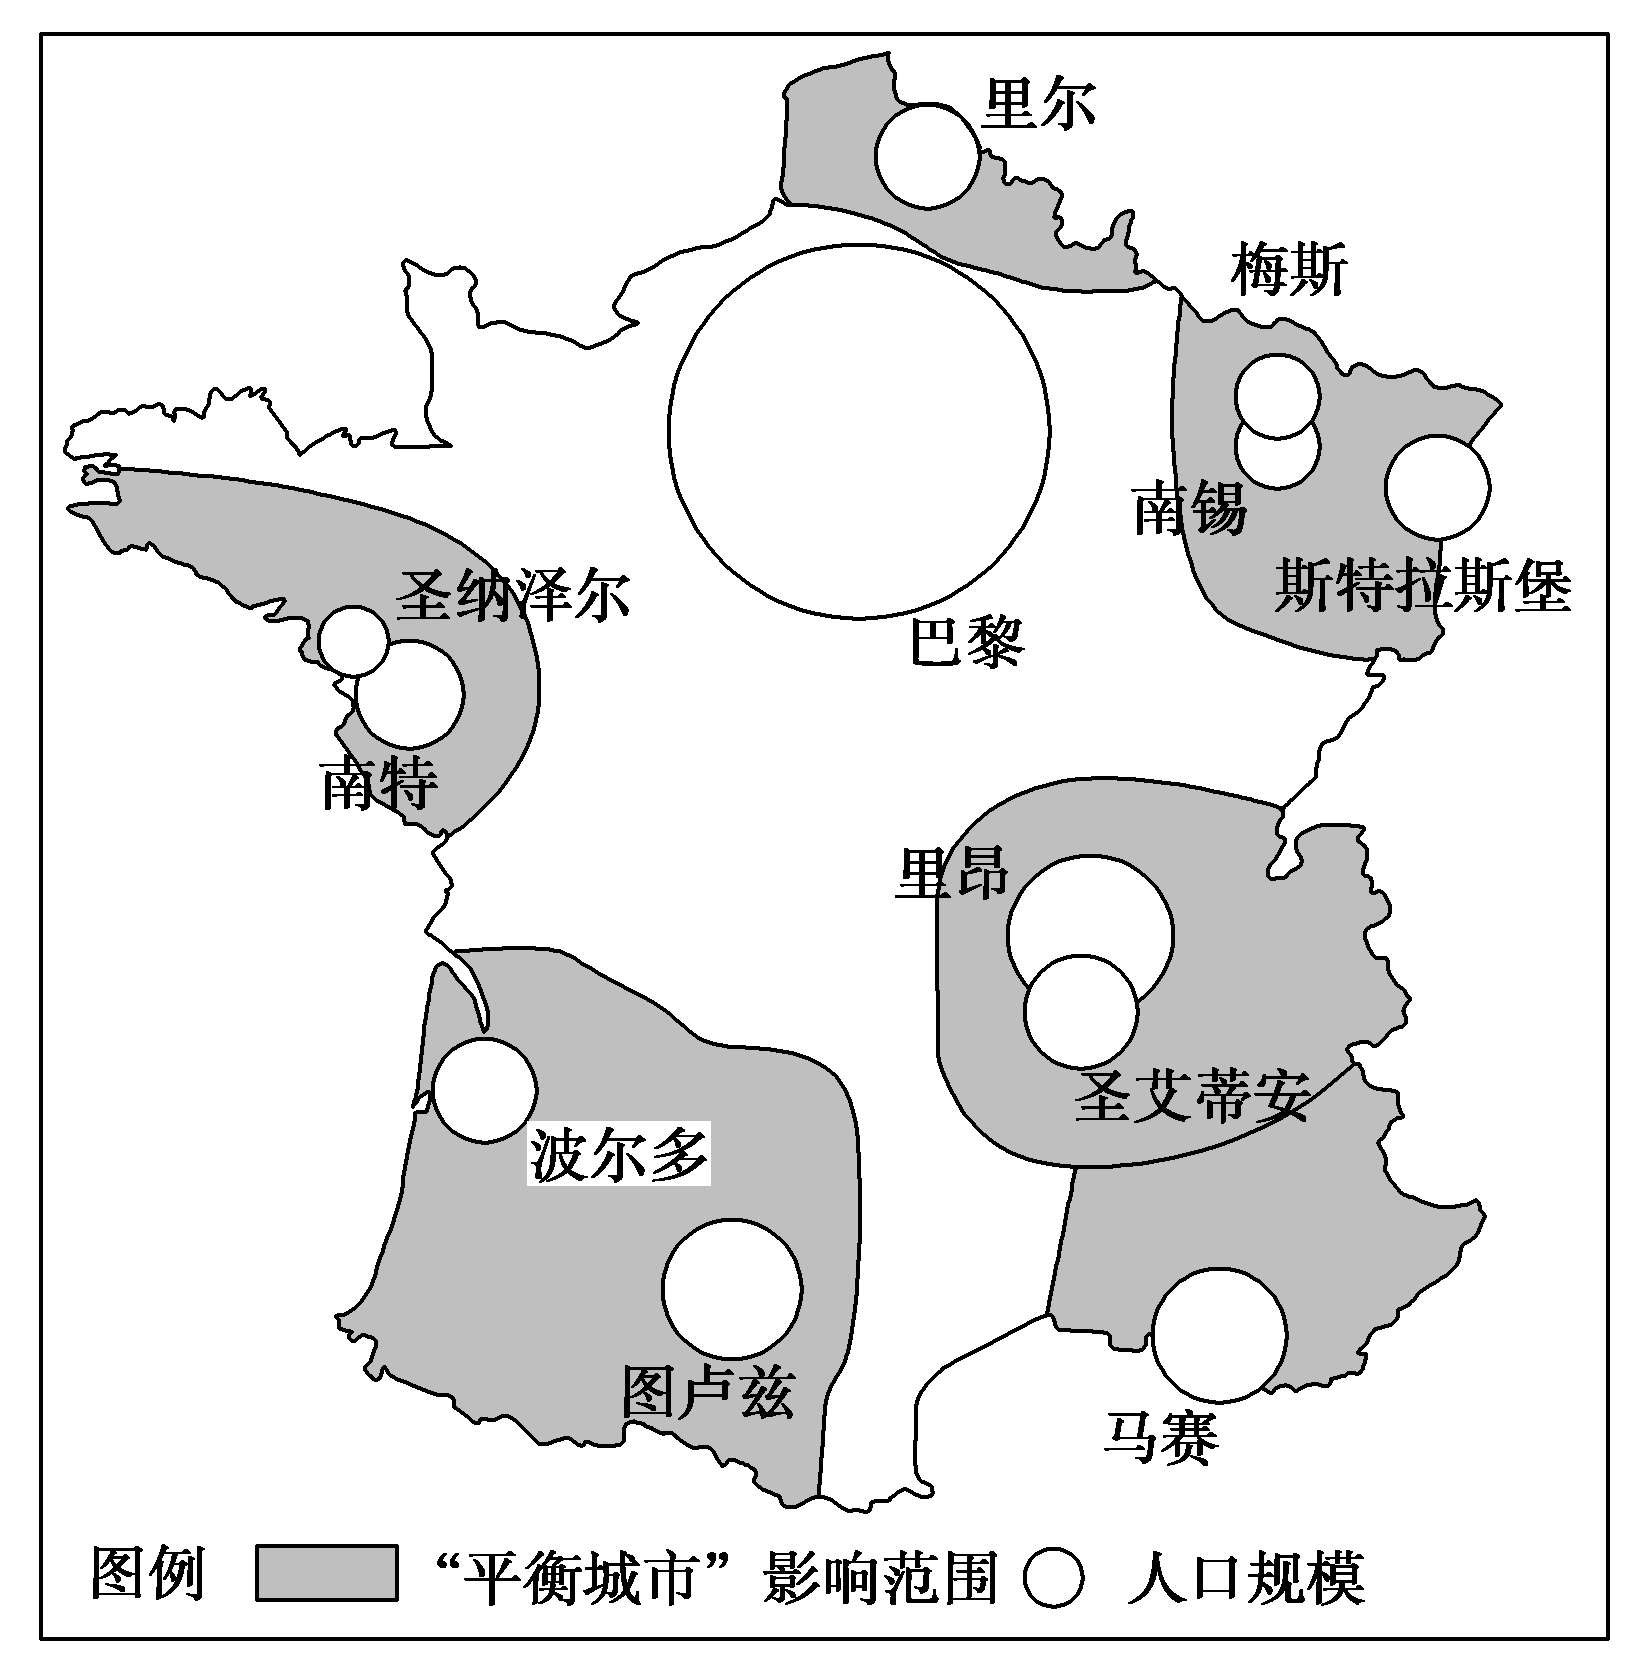 里尔
梅斯
南锡
斯特拉斯堡
圣纳泽尔
巴黎
南特
里昂
圣艾蒂安
波尔多
图卢兹
马赛
图例 “平衡城市”影响范围 人口规模